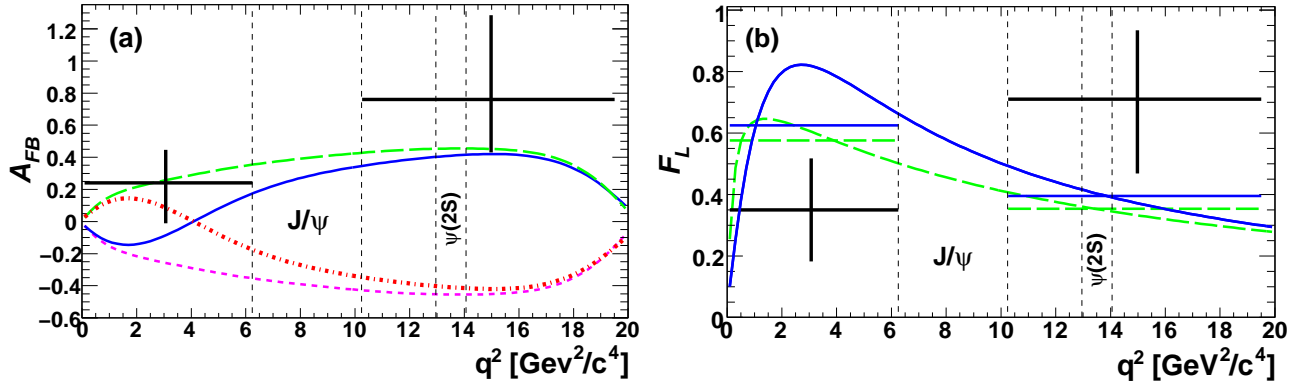 (a)
A_FB
1.2
1
0.8
0.6
0.4
0.2
0
−0.2
−0.4
−0.6
J/ψ
ψ(2S)
0 2 4 6 8 10 12 14 16 18 20
q² [Gev²/c⁴]
(b)
F_L
1
0.8
0.6
0.4
0.2
0
J/ψ
ψ(2S)
0 2 4 6 8 10 12 14 16 18 20
q² [GeV²/c⁴]